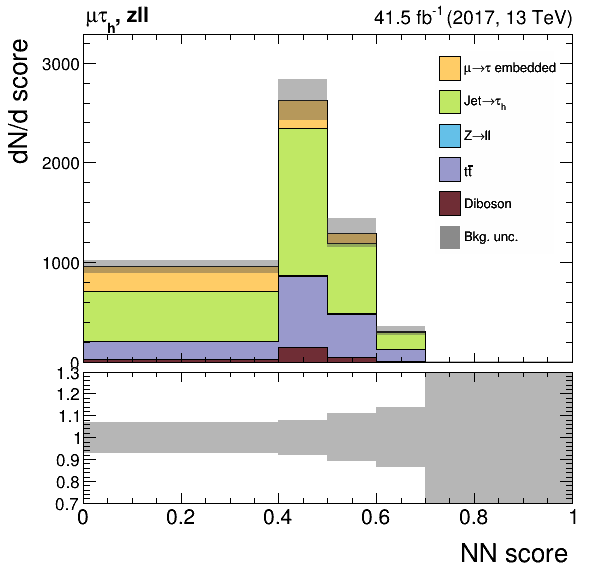 μτh, zll
41.5 fb⁻¹ (2017, 13 TeV)
dN/d score
3000
2000
1000
0
μ→τ embedded
Jet→τh
Z→ll
tt̅
Diboson
Bkg. unc.
1.3
1.2
1.1
1
0.9
0.8
0.7
0
0.2
0.4
0.6
0.8
1
NN score